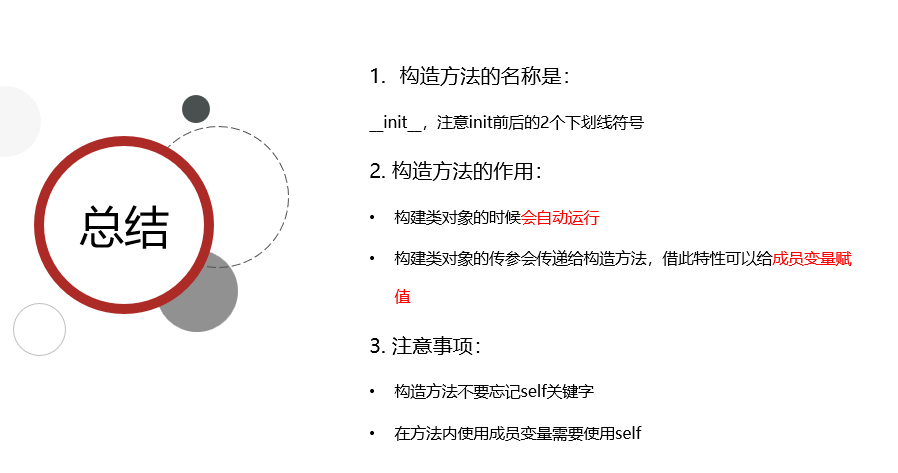 总结
1. 构造方法的名称是：
__init__，注意init前后的2个下划线符号
2. 构造方法的作用：
• 构建类对象的时候会自动运行
• 构建类对象的传参会传递给构造方法，借此特性可以给成员变量赋
值
3. 注意事项：
• 构造方法不要忘记self关键字
• 在方法内使用成员变量需要使用self